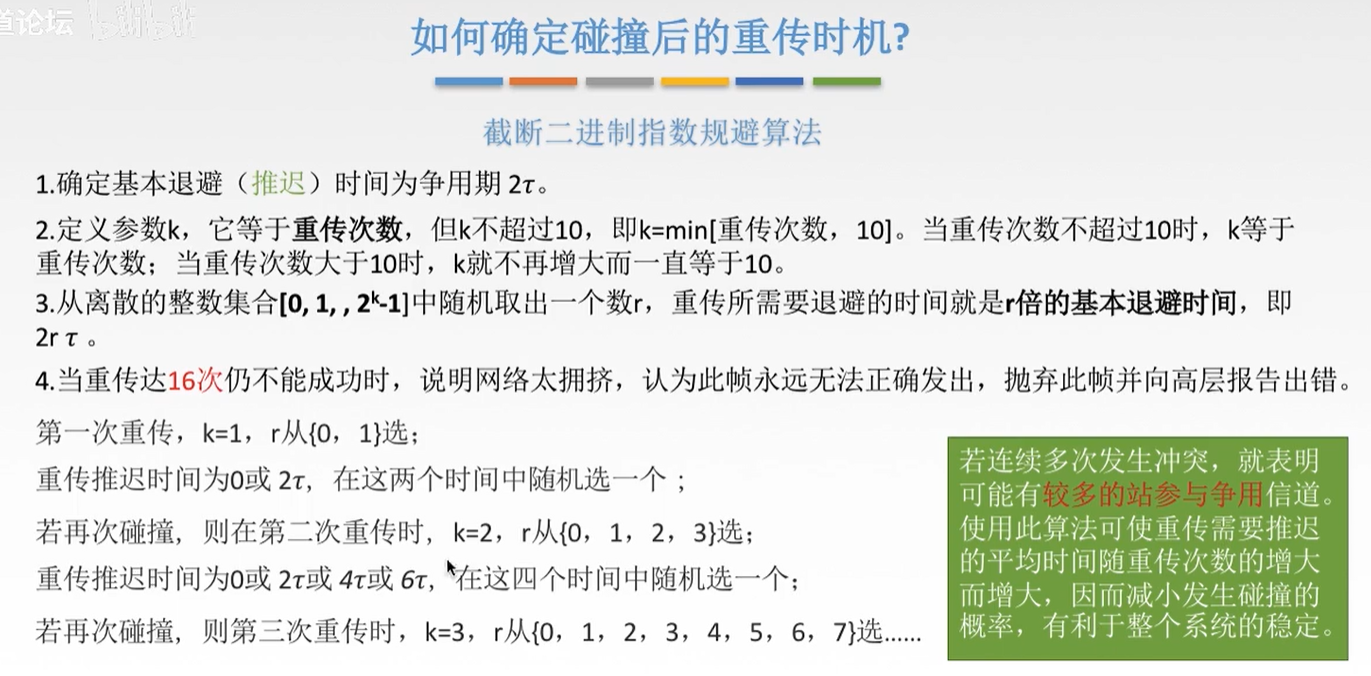 道论坛 bilibili
如何确定碰撞后的重传时机?
截断二进制指数规避算法
1.确定基本退避（推迟）时间为争用期 2τ。
2.定义参数k，它等于重传次数，但k不超过10，即k=min[重传次数，10]。当重传次数不超过10时，k等于
重传次数；当重传次数大于10时，k就不再增大而一直等于10。
3.从离散的整数集合[0, 1, , 2ᵏ-1]中随机取出一个数r，重传所需要退避的时间就是r倍的基本退避时间，即
2r τ 。
4.当重传达16次仍不能成功时，说明网络太拥挤，认为此帧永远无法正确发出，抛弃此帧并向高层报告出错。
第一次重传，k=1，r从{0，1}选；
重传推迟时间为0或 2τ，在这两个时间中随机选一个；
若再次碰撞，则在第二次重传时，k=2，r从{0，1，2，3}选；
重传推迟时间为0或 2τ或 4τ或 6τ，在这四个时间中随机选一个；
若再次碰撞，则第三次重传时，k=3，r从{0，1，2，3，4，5，6，7}选......
若连续多次发生冲突，就表明
可能有较多的站参与争用信道。
使用此算法可使重传需要推迟
的平均时间随重传次数的增大
而增大，因而减小发生碰撞的
概率，有利于整个系统的稳定。